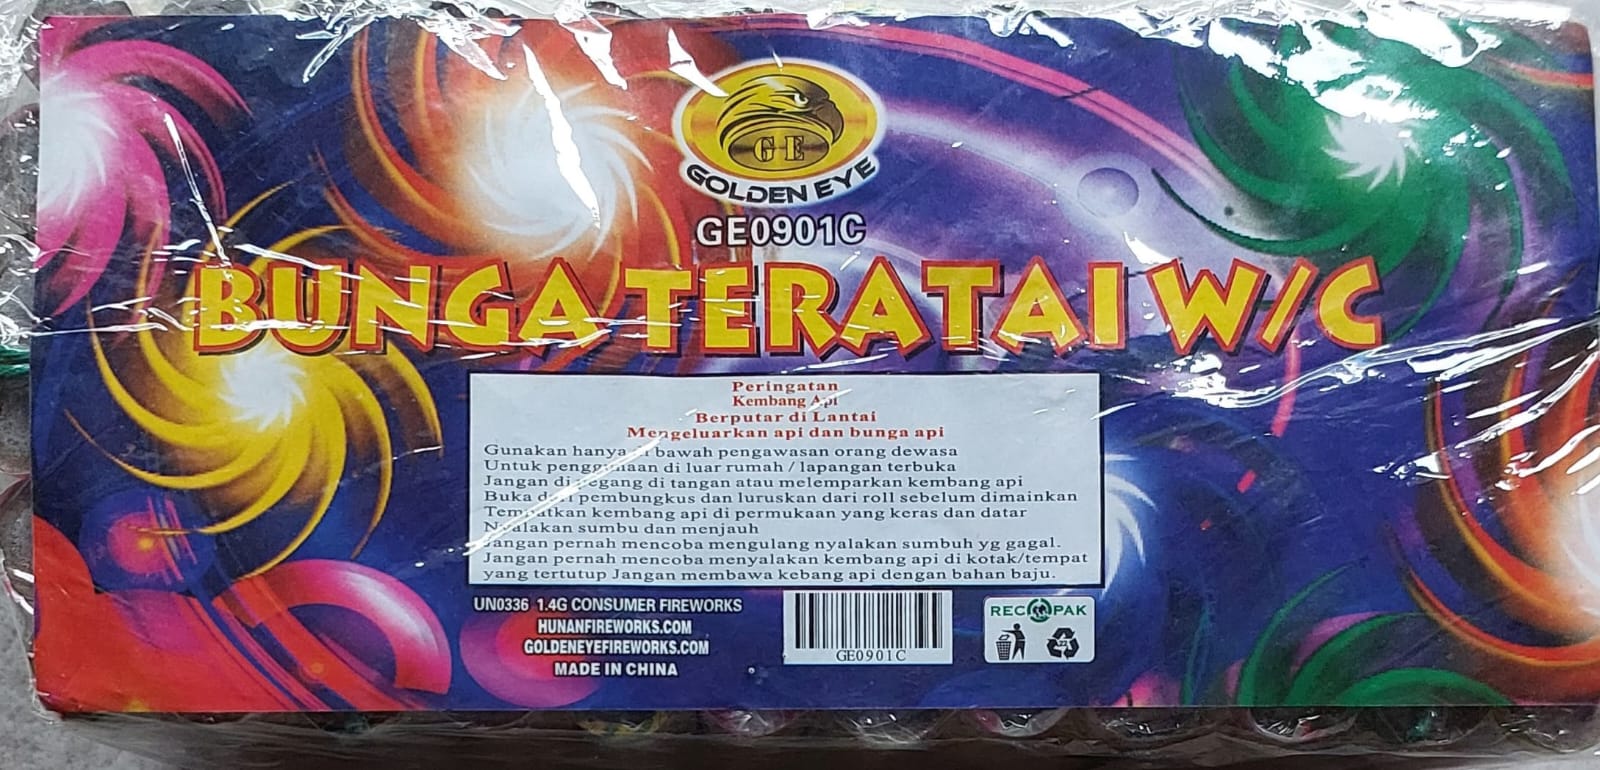 GE
GOLDEN EYE
GE0901C
BUNGA TERATAI W/C
Peringatan
Kembang Api
Berputar di Lantai
Mengeluarkan api dan bunga api
Gunakan hanya di bawah pengawasan orang dewasa
Untuk penggunaan di luar rumah / lapangan terbuka
Jangan di pegang di tangan atau melemparkan kembang api
Buka dari pembungkus dan luruskan dari roll sebelum dimainkan
Tempatkan kembang api di permukaan yang keras dan datar
Nyalakan sumbu dan menjauh
Jangan pernah mencoba mengulang nyalakan sumbuh yg gagal.
Jangan pernah mencoba menyalakan kembang api di kotak/tempat
yang tertutup Jangan membawa kebang api dengan bahan baju.
UN0336 1.4G CONSUMER FIREWORKS
HUNANFIREWORKS.COM
GOLDENEYEFIREWORKS.COM
MADE IN CHINA
GE0901C
RECOPAK